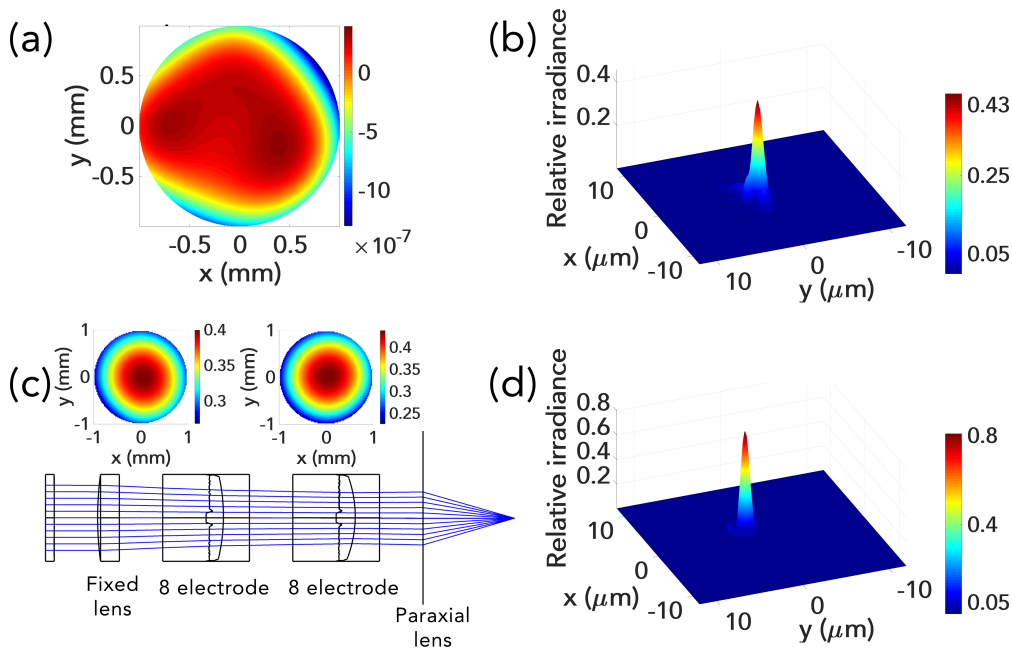 (a)
y (mm)
0.5
0
-0.5
-0.5 0 0.5
x (mm)
0
-5
-10
×10⁻⁷
(b)
Relative irradiance
0.4
0.2
10
0
-10
x (μm)
10
0
-10
y (μm)
0.43
0.25
0.05
(c)
y (mm)
1
0
-1
-1 0 1
x (mm)
0.4
0.35
0.3
y (mm)
1
0
-1
-1 0 1
x (mm)
0.4
0.35
0.3
0.25
Fixed
lens
8 electrode
8 electrode
Paraxial
lens
(d)
Relative irradiance
0.8
0.6
0.4
0.2
10
0
-10
x (μm)
10
0
-10
y (μm)
0.8
0.4
0.05